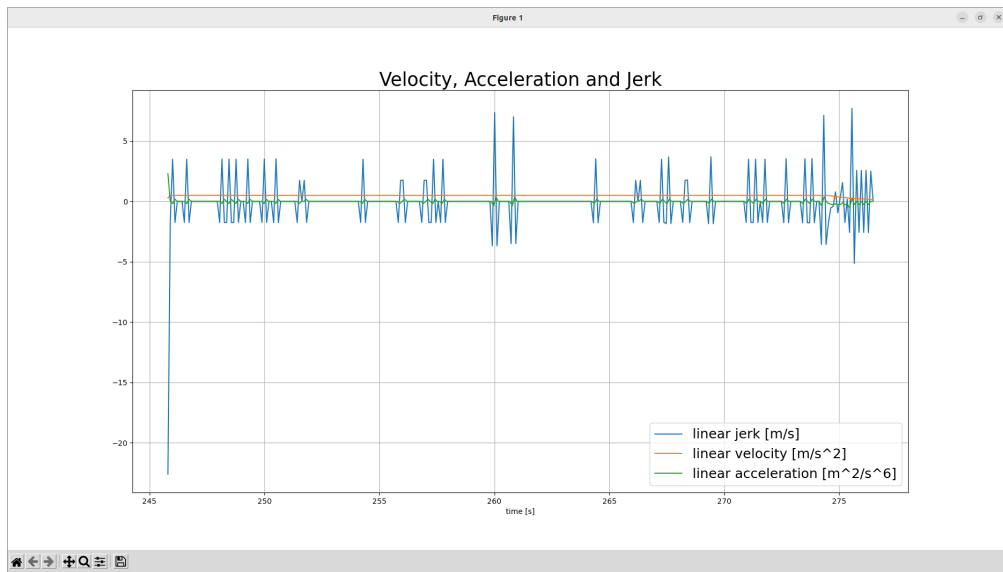 Figure 1
Velocity, Acceleration and Jerk
5
0
−5
−10
−15
−20
linear jerk [m/s]
linear velocity [m/s^2]
linear acceleration [m^2/s^6]
245 250 255 260 265 270 275
time [s]